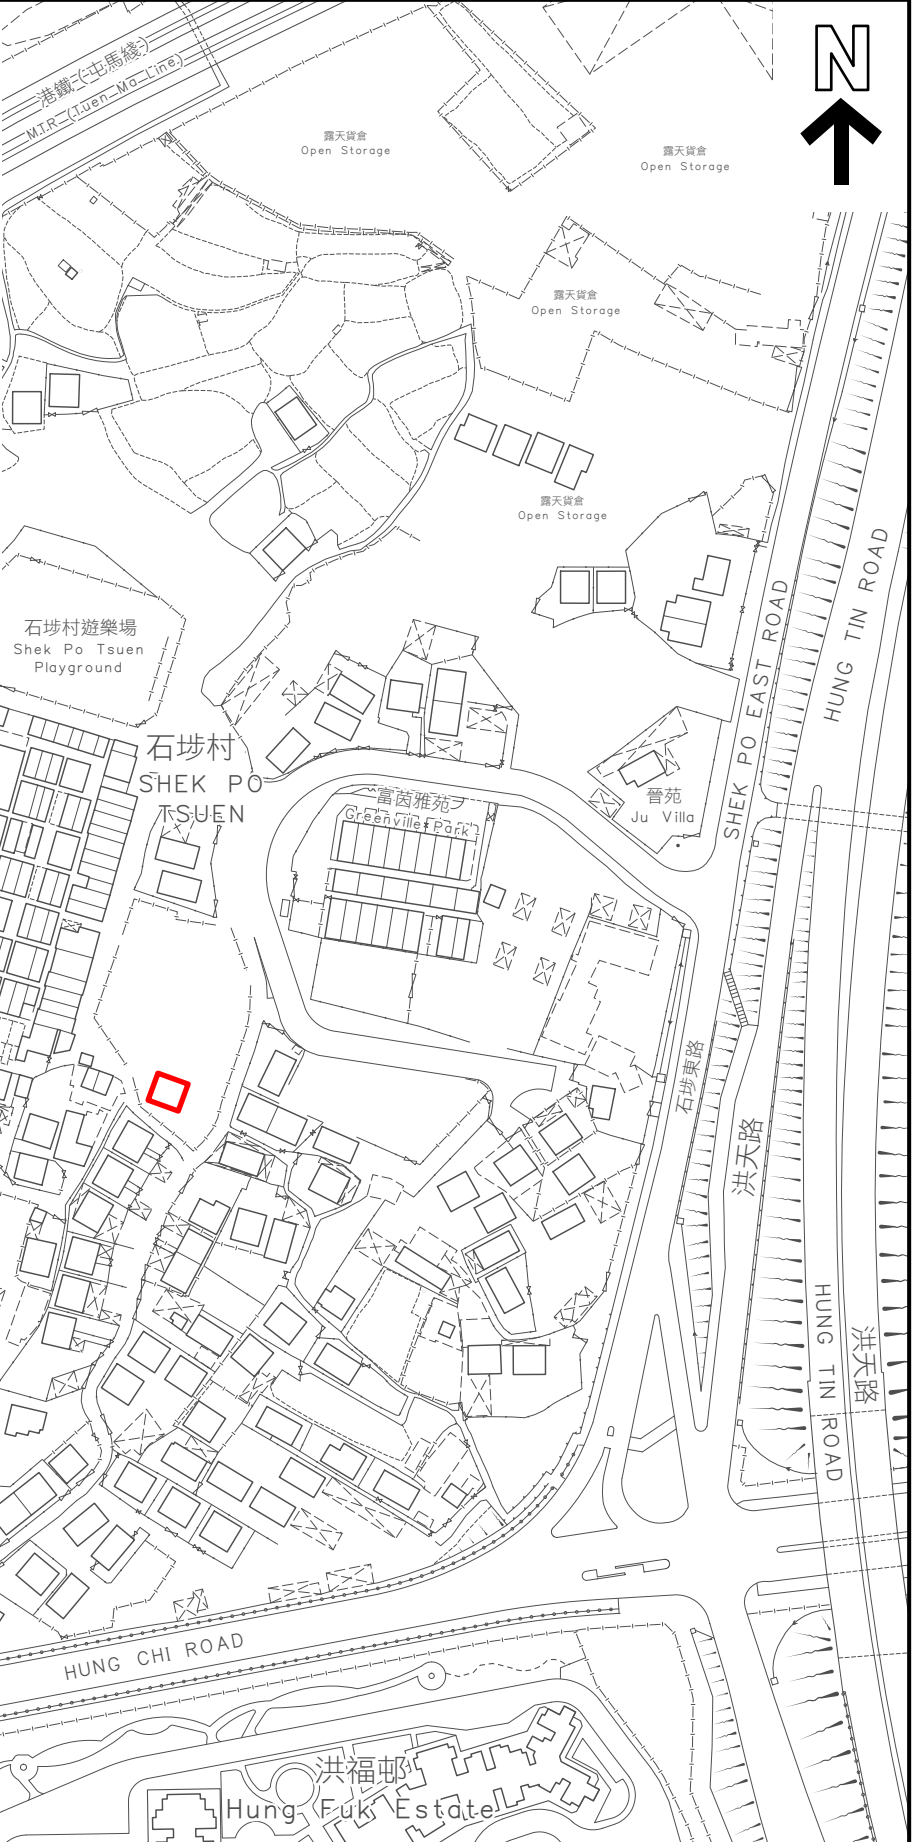 N
港鐵 (屯馬綫)
MTR (Tuen Ma Line)
露天貨倉
Open Storage
露天貨倉
Open Storage
露天貨倉
Open Storage
露天貨倉
Open Storage
HUNG TIN ROAD
石埗村遊樂場
Shek Po Tsuen
Playground
SHEK PO EAST ROAD
石埗村
SHEK PO
TSUEN
富茵雅苑
Greenville Park
晉苑
Ju Villa
石埗東路
洪天路
HUNG TIN ROAD
洪天路
HUNG CHI ROAD
洪福邨
Hung Fuk Estate